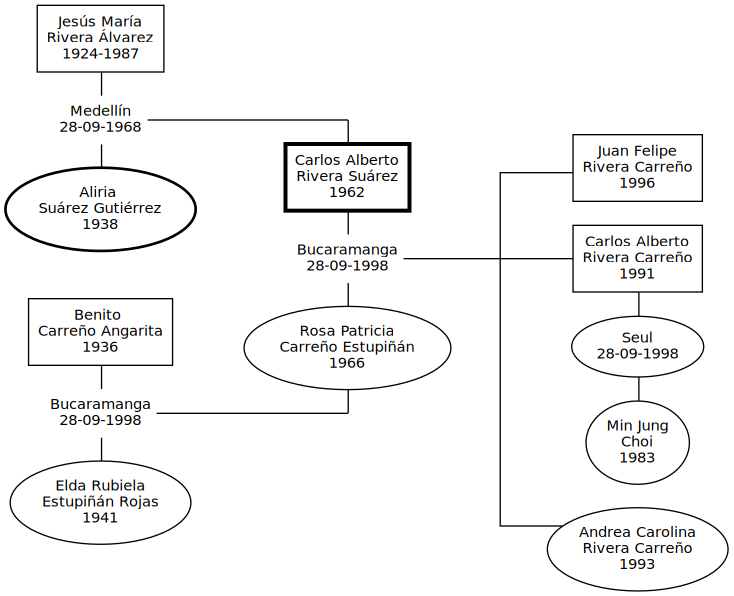 Jesús María
Rivera Álvarez
1924-1987
Medellín
28-09-1968
Aliria
Suárez Gutiérrez
1938
Carlos Alberto
Rivera Suárez
1962
Bucaramanga
28-09-1998
Rosa Patricia
Carreño Estupiñán
1966
Benito
Carreño Angarita
1936
Bucaramanga
28-09-1998
Elda Rubiela
Estupiñán Rojas
1941
Juan Felipe
Rivera Carreño
1996
Carlos Alberto
Rivera Carreño
1991
Seul
28-09-1998
Min Jung
Choi
1983
Andrea Carolina
Rivera Carreño
1993